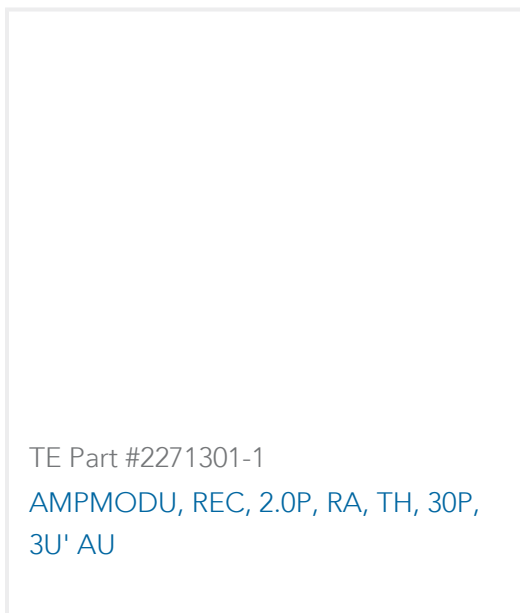 TE Part #2271301-1
AMPMODU, REC, 2.0P, RA, TH, 30P,
3U' AU